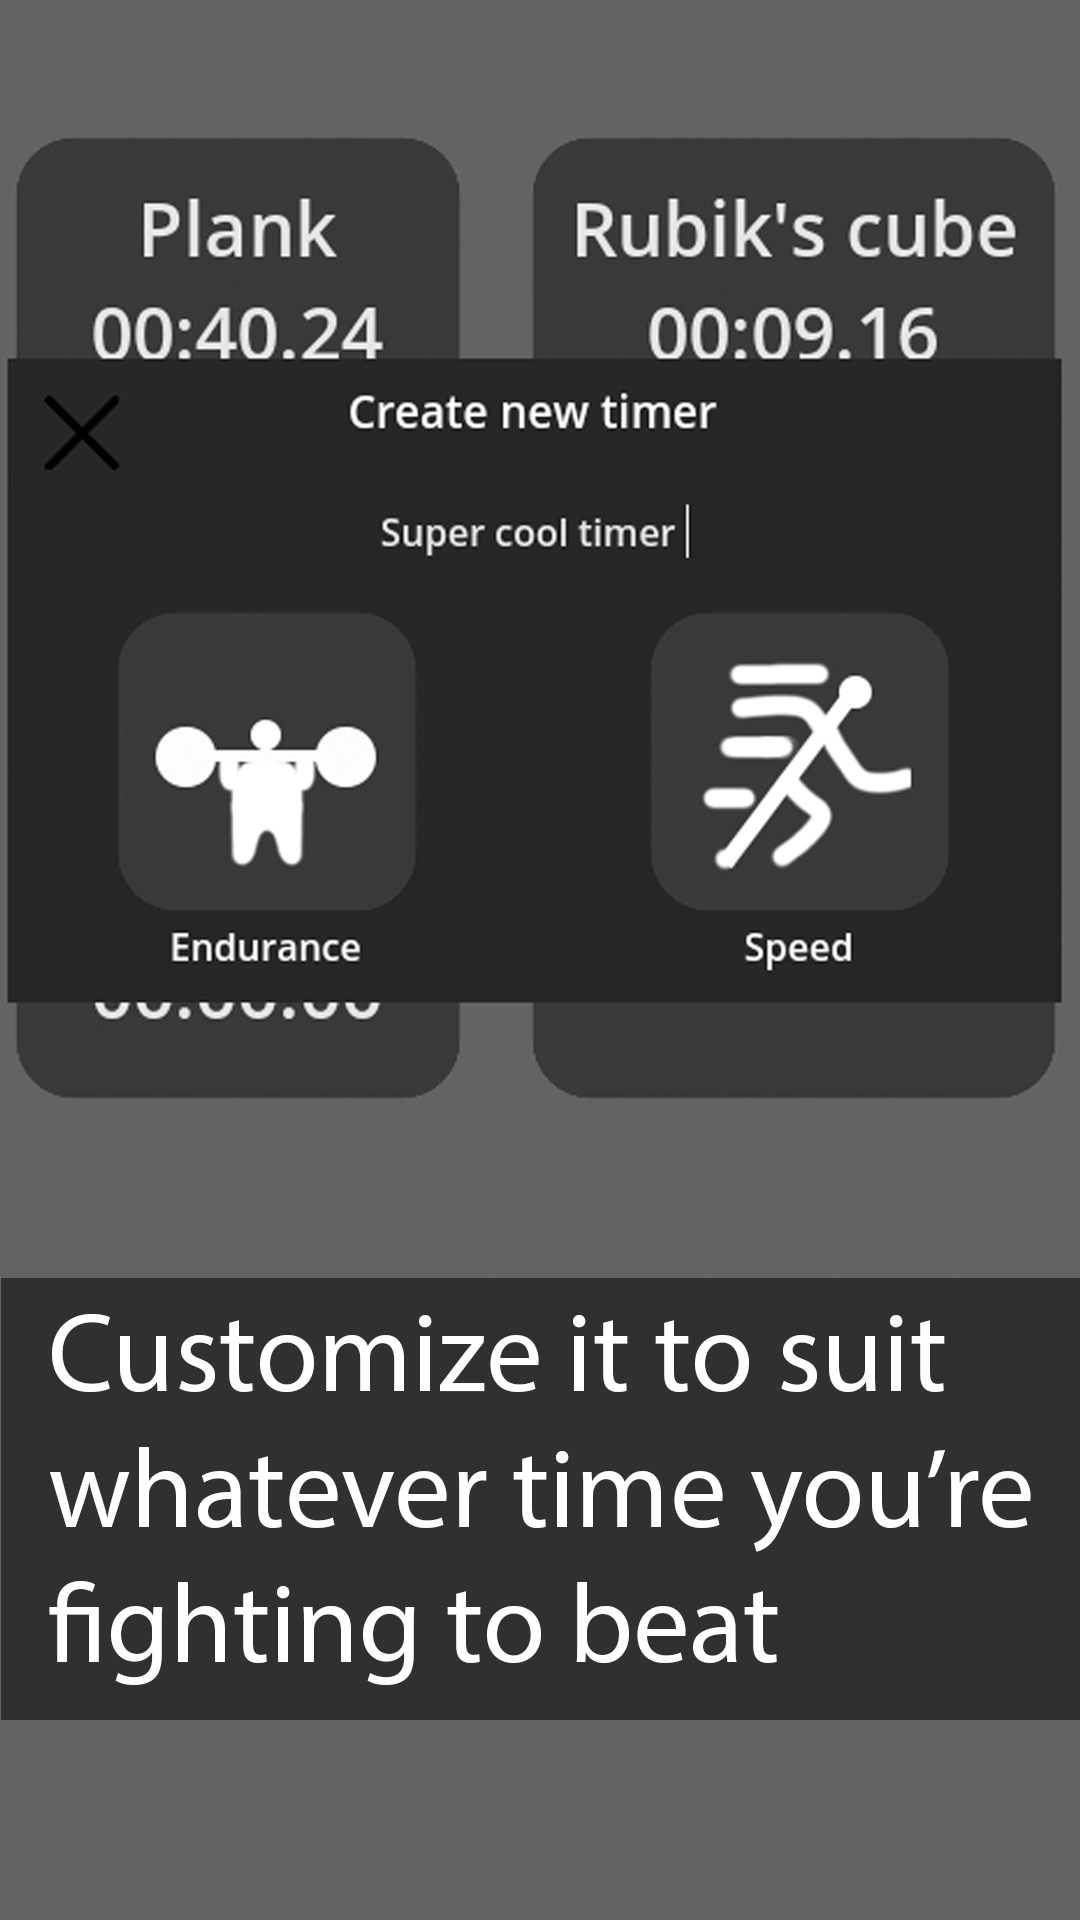 Plank
Rubik's cube
00:40.24
00:09.16
Create new timer
Super cool timer
Endurance
Speed
Customize it to suit
whatever time you’re
fighting to beat